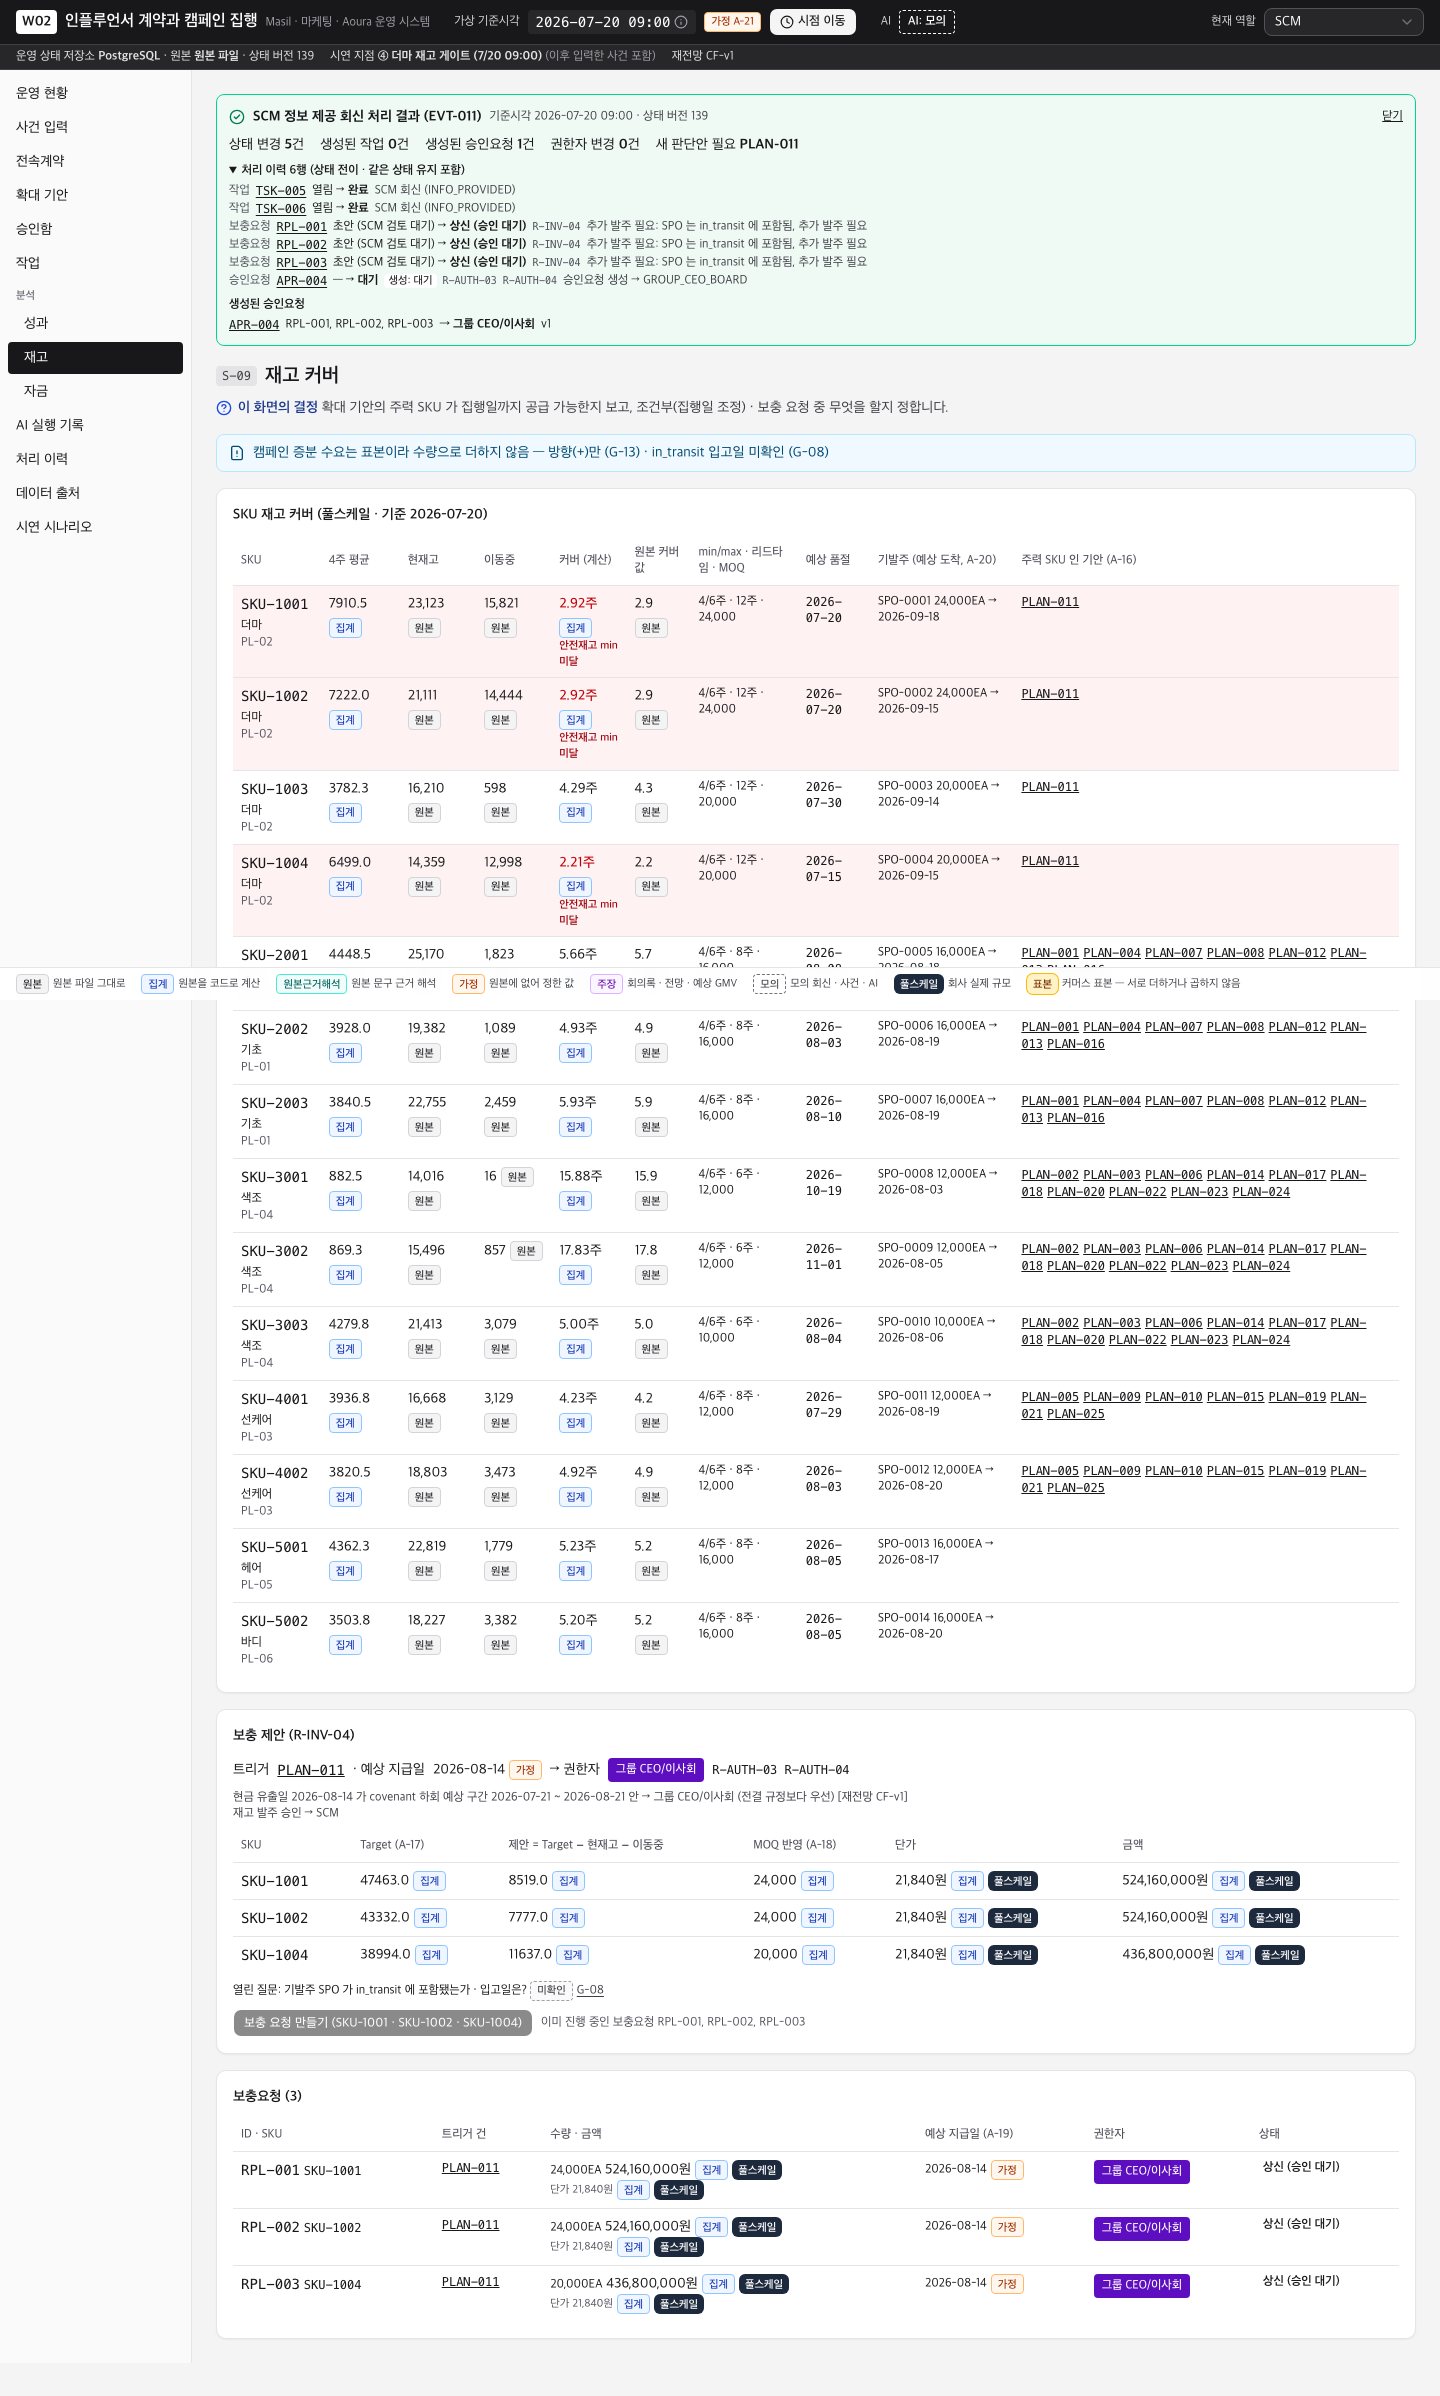 W02 인플루언서 계약과 캠페인 집행 Masil · 마케팅 · Aoura 운영 시스템 가상 기준시각 2026-07-20 09:00 가정 A-21 시점 이동 AI AI: 모의 현재 역할 SCM
운영 상태 저장소 PostgreSQL · 원본 원본 파일 · 상태 버전 139 시연 지점 ④ 더마 재고 게이트 (7/20 09:00) (이후 입력한 사건 포함) 재전망 CF-v1
운영 현황
사건 입력
전속계약
확대 기안
승인함
작업
분석
성과
재고
자금
AI 실행 기록
처리 이력
데이터 출처
시연 시나리오
SCM 정보 제공 회신 처리 결과 (EVT-011) 기준시각 2026-07-20 09:00 · 상태 버전 139 닫기
상태 변경 5건 생성된 작업 0건 생성된 승인요청 1건 권한자 변경 0건 새 판단안 필요 PLAN-011
▼ 처리 이력 6행 (상태 전이 · 같은 상태 유지 포함)
작업 TSK-005 열림 → 완료 SCM 회신 (INFO_PROVIDED)
작업 TSK-006 열림 → 완료 SCM 회신 (INFO_PROVIDED)
보충요청 RPL-001 초안 (SCM 검토 대기) → 상신 (승인 대기) R-INV-04 추가 발주 필요: SPO 는 in_transit 에 포함됨, 추가 발주 필요
보충요청 RPL-002 초안 (SCM 검토 대기) → 상신 (승인 대기) R-INV-04 추가 발주 필요: SPO 는 in_transit 에 포함됨, 추가 발주 필요
보충요청 RPL-003 초안 (SCM 검토 대기) → 상신 (승인 대기) R-INV-04 추가 발주 필요: SPO 는 in_transit 에 포함됨, 추가 발주 필요
승인요청 APR-004 — → 대기 생성: 대기 R-AUTH-03 R-AUTH-04 승인요청 생성 → GROUP_CEO_BOARD
생성된 승인요청
APR-004 RPL-001, RPL-002, RPL-003 → 그룹 CEO/이사회 v1
S-09 재고 커버
이 화면의 결정 확대 기안의 주력 SKU 가 집행일까지 공급 가능한지 보고, 조건부(집행일 조정) · 보충 요청 중 무엇을 할지 정합니다.
캠페인 증분 수요는 표본이라 수량으로 더하지 않음 — 방향(+)만 (G-13) · in_transit 입고일 미확인 (G-08)
SKU 재고 커버 (풀스케일 · 기준 2026-07-20)
SKU 4주 평균 현재고 이동중 커버 (계산) 원본 커버 값 min/max · 리드타임 · MOQ 예상 품절 기발주 (예상 도착, A-20) 주력 SKU 인 기안 (A-16)
SKU-1001 7910.5 23,123 15,821 2.92주 2.9 4/6주 · 12주 · 2026- SPO-0001 24,000EA → PLAN-011
더마 집계 원본 원본 집계 원본 24,000 07-20 2026-09-18
PL-02 안전재고 min
미달
SKU-1002 7222.0 21,111 14,444 2.92주 2.9 4/6주 · 12주 · 2026- SPO-0002 24,000EA → PLAN-011
더마 집계 원본 원본 집계 원본 24,000 07-20 2026-09-15
PL-02 안전재고 min
미달
SKU-1003 3782.3 16,210 598 4.29주 4.3 4/6주 · 12주 · 2026- SPO-0003 20,000EA → PLAN-011
더마 집계 원본 원본 집계 원본 20,000 07-30 2026-09-14
PL-02
SKU-1004 6499.0 14,359 12,998 2.21주 2.2 4/6주 · 12주 · 2026- SPO-0004 20,000EA → PLAN-011
더마 집계 원본 원본 집계 원본 20,000 07-15 2026-09-15
PL-02 안전재고 min
미달
SKU-2001 4448.5 25,170 1,823 5.66주 5.7 4/6주 · 8주 · 2026- SPO-0005 16,000EA → PLAN-001 PLAN-004 PLAN-007 PLAN-008 PLAN-012 PLAN-
원본 원본 파일 그대로 집계 원본을 코드로 계산 원본근거해석 원본 문구 근거 해석 가정 원본에 없어 정한 값 주장 회의록 · 전망 · 예상 GMV 모의 모의 회신 · 사건 · AI 풀스케일 회사 실제 규모 표본 커머스 표본 — 서로 더하거나 곱하지 않음
SKU-2002 3928.0 19,382 1,089 4.93주 4.9 4/6주 · 8주 · 2026- SPO-0006 16,000EA → PLAN-001 PLAN-004 PLAN-007 PLAN-008 PLAN-012 PLAN-
기초 집계 원본 원본 집계 원본 16,000 08-03 2026-08-19 013 PLAN-016
PL-01
SKU-2003 3840.5 22,755 2,459 5.93주 5.9 4/6주 · 8주 · 2026- SPO-0007 16,000EA → PLAN-001 PLAN-004 PLAN-007 PLAN-008 PLAN-012 PLAN-
기초 집계 원본 원본 집계 원본 16,000 08-10 2026-08-19 013 PLAN-016
PL-01
SKU-3001 882.5 14,016 16 원본 15.88주 15.9 4/6주 · 6주 · 2026- SPO-0008 12,000EA → PLAN-002 PLAN-003 PLAN-006 PLAN-014 PLAN-017 PLAN-
색조 집계 원본 집계 원본 12,000 10-19 2026-08-03 018 PLAN-020 PLAN-022 PLAN-023 PLAN-024
PL-04
SKU-3002 869.3 15,496 857 원본 17.83주 17.8 4/6주 · 6주 · 2026- SPO-0009 12,000EA → PLAN-002 PLAN-003 PLAN-006 PLAN-014 PLAN-017 PLAN-
색조 집계 원본 집계 원본 12,000 11-01 2026-08-05 018 PLAN-020 PLAN-022 PLAN-023 PLAN-024
PL-04
SKU-3003 4279.8 21,413 3,079 5.00주 5.0 4/6주 · 6주 · 2026- SPO-0010 10,000EA → PLAN-002 PLAN-003 PLAN-006 PLAN-014 PLAN-017 PLAN-
색조 집계 원본 원본 집계 원본 10,000 08-04 2026-08-06 018 PLAN-020 PLAN-022 PLAN-023 PLAN-024
PL-04
SKU-4001 3936.8 16,668 3,129 4.23주 4.2 4/6주 · 8주 · 2026- SPO-0011 12,000EA → PLAN-005 PLAN-009 PLAN-010 PLAN-015 PLAN-019 PLAN-
선케어 집계 원본 원본 집계 원본 12,000 07-29 2026-08-19 021 PLAN-025
PL-03
SKU-4002 3820.5 18,803 3,473 4.92주 4.9 4/6주 · 8주 · 2026- SPO-0012 12,000EA → PLAN-005 PLAN-009 PLAN-010 PLAN-015 PLAN-019 PLAN-
선케어 집계 원본 원본 집계 원본 12,000 08-03 2026-08-20 021 PLAN-025
PL-03
SKU-5001 4362.3 22,819 1,779 5.23주 5.2 4/6주 · 8주 · 2026- SPO-0013 16,000EA →
헤어 집계 원본 원본 집계 원본 16,000 08-05 2026-08-17
PL-05
SKU-5002 3503.8 18,227 3,382 5.20주 5.2 4/6주 · 8주 · 2026- SPO-0014 16,000EA →
바디 집계 원본 원본 집계 원본 16,000 08-05 2026-08-20
PL-06
보충 제안 (R-INV-04)
트리거 PLAN-011 · 예상 지급일 2026-08-14 가정 → 권한자 그룹 CEO/이사회 R-AUTH-03 R-AUTH-04
현금 유출일 2026-08-14 가 covenant 하회 예상 구간 2026-07-21 ~ 2026-08-21 안 → 그룹 CEO/이사회 (전결 규정보다 우선) [재전망 CF-v1]
재고 발주 승인 → SCM
SKU Target (A-17) 제안 = Target − 현재고 − 이동중 MOQ 반영 (A-18) 단가 금액
SKU-1001 47463.0 집계 8519.0 집계 24,000 집계 21,840원 집계 풀스케일 524,160,000원 집계 풀스케일
SKU-1002 43332.0 집계 7777.0 집계 24,000 집계 21,840원 집계 풀스케일 524,160,000원 집계 풀스케일
SKU-1004 38994.0 집계 11637.0 집계 20,000 집계 21,840원 집계 풀스케일 436,800,000원 집계 풀스케일
열린 질문: 기발주 SPO 가 in_transit 에 포함됐는가 · 입고일은? 미확인 G-08
보충 요청 만들기 (SKU-1001 · SKU-1002 · SKU-1004) 이미 진행 중인 보충요청 RPL-001, RPL-002, RPL-003
보충요청 (3)
ID · SKU 트리거 건 수량 · 금액 예상 지급일 (A-19) 권한자 상태
RPL-001 SKU-1001 PLAN-011 24,000EA 524,160,000원 집계 풀스케일 2026-08-14 가정 그룹 CEO/이사회 상신 (승인 대기)
단가 21,840원 집계 풀스케일
RPL-002 SKU-1002 PLAN-011 24,000EA 524,160,000원 집계 풀스케일 2026-08-14 가정 그룹 CEO/이사회 상신 (승인 대기)
단가 21,840원 집계 풀스케일
RPL-003 SKU-1004 PLAN-011 20,000EA 436,800,000원 집계 풀스케일 2026-08-14 가정 그룹 CEO/이사회 상신 (승인 대기)
단가 21,840원 집계 풀스케일